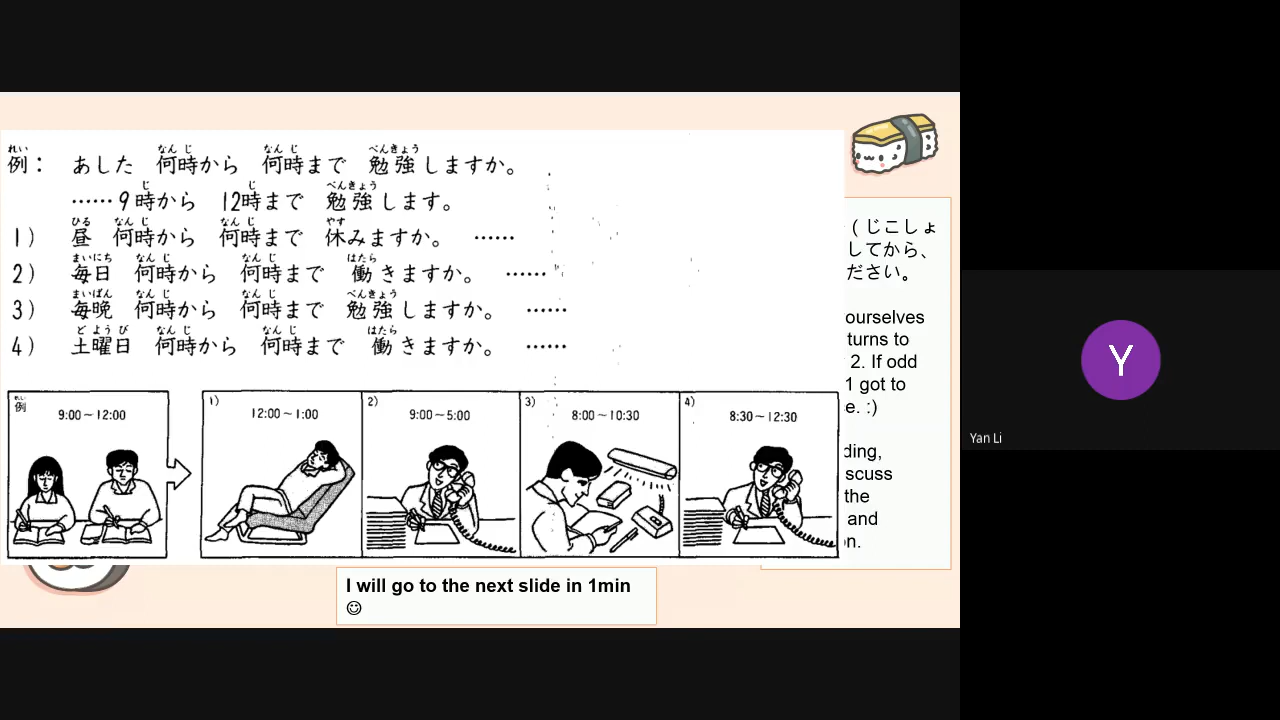 例： あした 何時から 何時まで 勉強しますか。
……9時から 12時まで 勉強します。
1） 昼 何時から 何時まで 休みますか。 ……
2） 毎日 何時から 何時まで 働きますか。 ……
3） 毎晩 何時から 何時まで 勉強しますか。 ……
4） 土曜日 何時から 何時まで 働きますか。 ……
例
9:00～12:00
1)
12:00～1:00
2)
9:00～5:00
3)
8:00～10:30
4)
8:30～12:30
（じこしょ
してから、
ださい。
ourselves
turns to
2. If odd
1 got to
e. :)
ding,
scuss
the
and
n.
I will go to the next slide in 1min
☺
Y
Yan Li